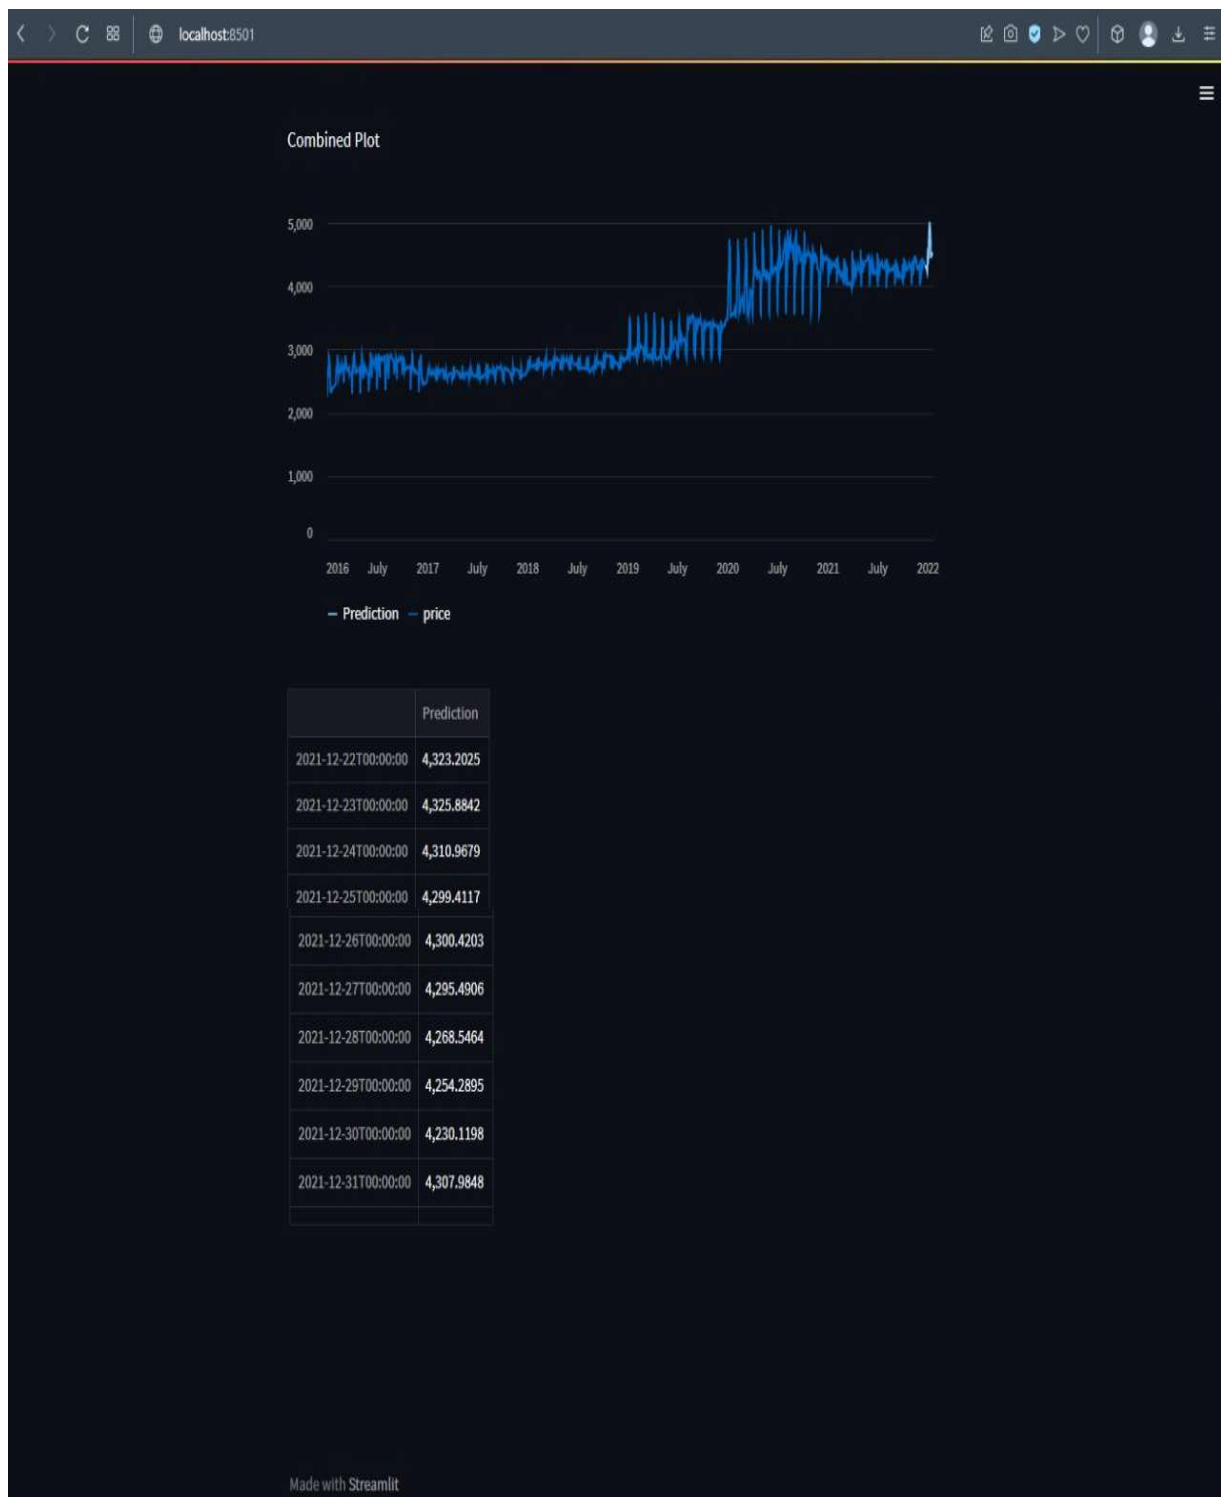 localhost:8501
Combined Plot
5,000
4,000
3,000
2,000
1,000
0
2016 July 2017 July 2018 July 2019 July 2020 July 2021 July 2022
Prediction price
Prediction
2021-12-22T00:00:00 4,323.2025
2021-12-23T00:00:00 4,325.8842
2021-12-24T00:00:00 4,310.9679
2021-12-25T00:00:00 4,299.4117
2021-12-26T00:00:00 4,300.4203
2021-12-27T00:00:00 4,295.4906
2021-12-28T00:00:00 4,268.5464
2021-12-29T00:00:00 4,254.2895
2021-12-30T00:00:00 4,230.1198
2021-12-31T00:00:00 4,307.9848
Made with Streamlit